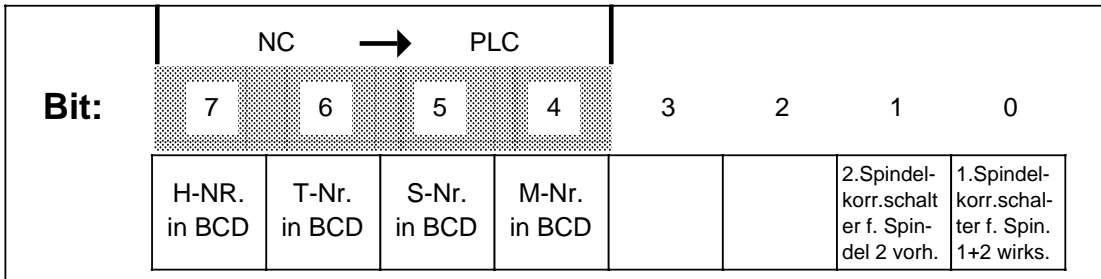 NC → PLC
Bit: 7 6 5 4 3 2 1 0
H-NR. T-Nr. S-Nr. M-Nr.
in BCD in BCD in BCD in BCD
2.Spindel-
korr.schalt
er f. Spin-
del 2 vorh.
1.Spindel-
korr.schal-
ter f. Spin.
1+2 wirks.